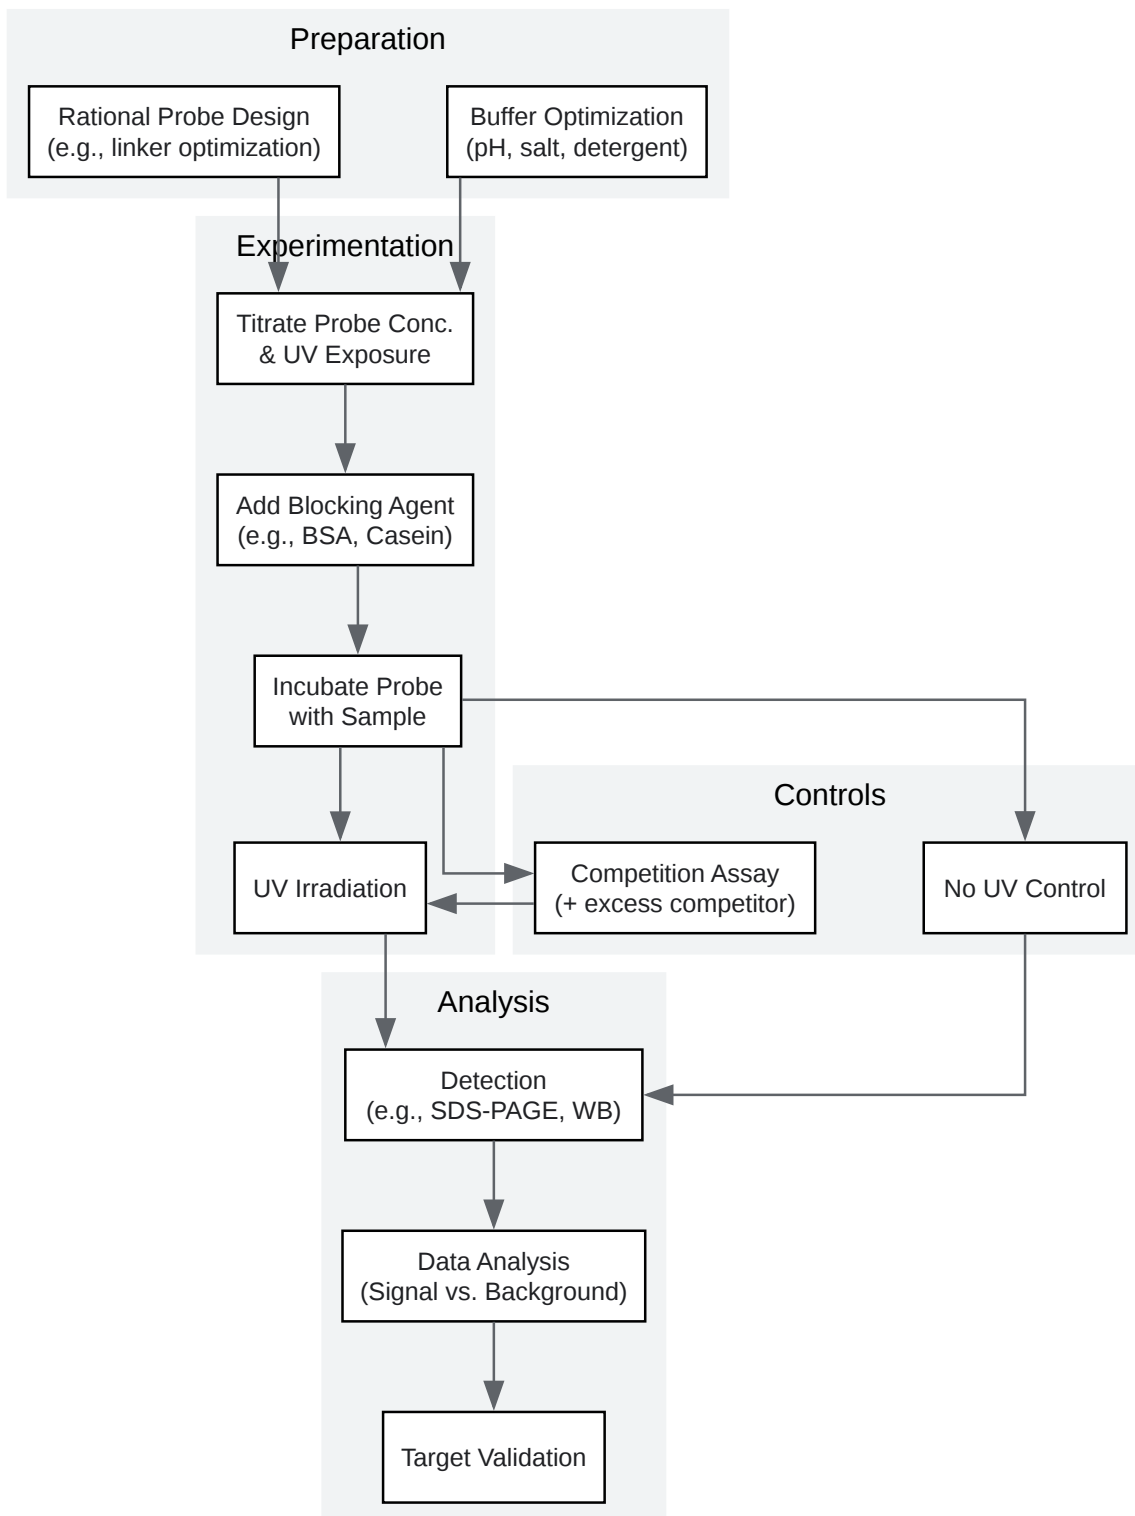 Preparation
Rational Probe Design
(e.g., linker optimization)
Buffer Optimization
(pH, salt, detergent)
Experimentation
Titrate Probe Conc.
& UV Exposure
Add Blocking Agent
(e.g., BSA, Casein)
Incubate Probe
with Sample
Controls
UV Irradiation
Competition Assay
(+ excess competitor)
No UV Control
Analysis
Detection
(e.g., SDS-PAGE, WB)
Data Analysis
(Signal vs. Background)
Target Validation